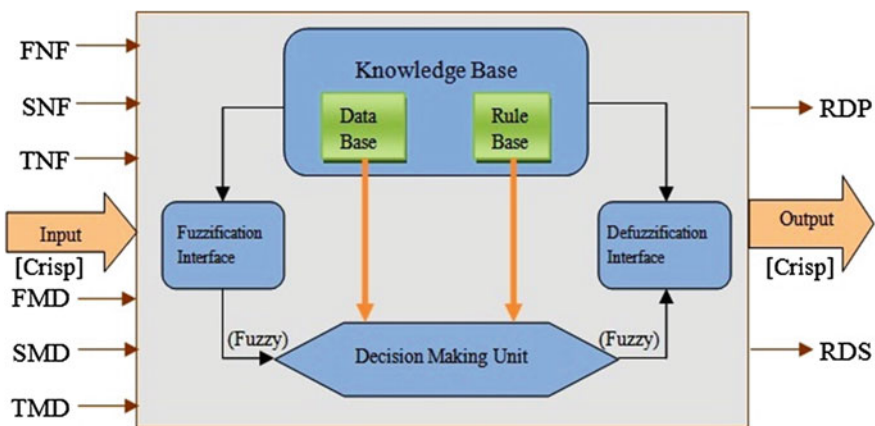 FNF
SNF
TNF
Input
[Crisp]
FMD
SMD
TMD
Knowledge Base
Data
Base
Rule
Base
Fuzzification
Interface
Defuzzification
Interface
(Fuzzy)
Decision Making Unit
(Fuzzy)
RDP
Output
[Crisp]
RDS